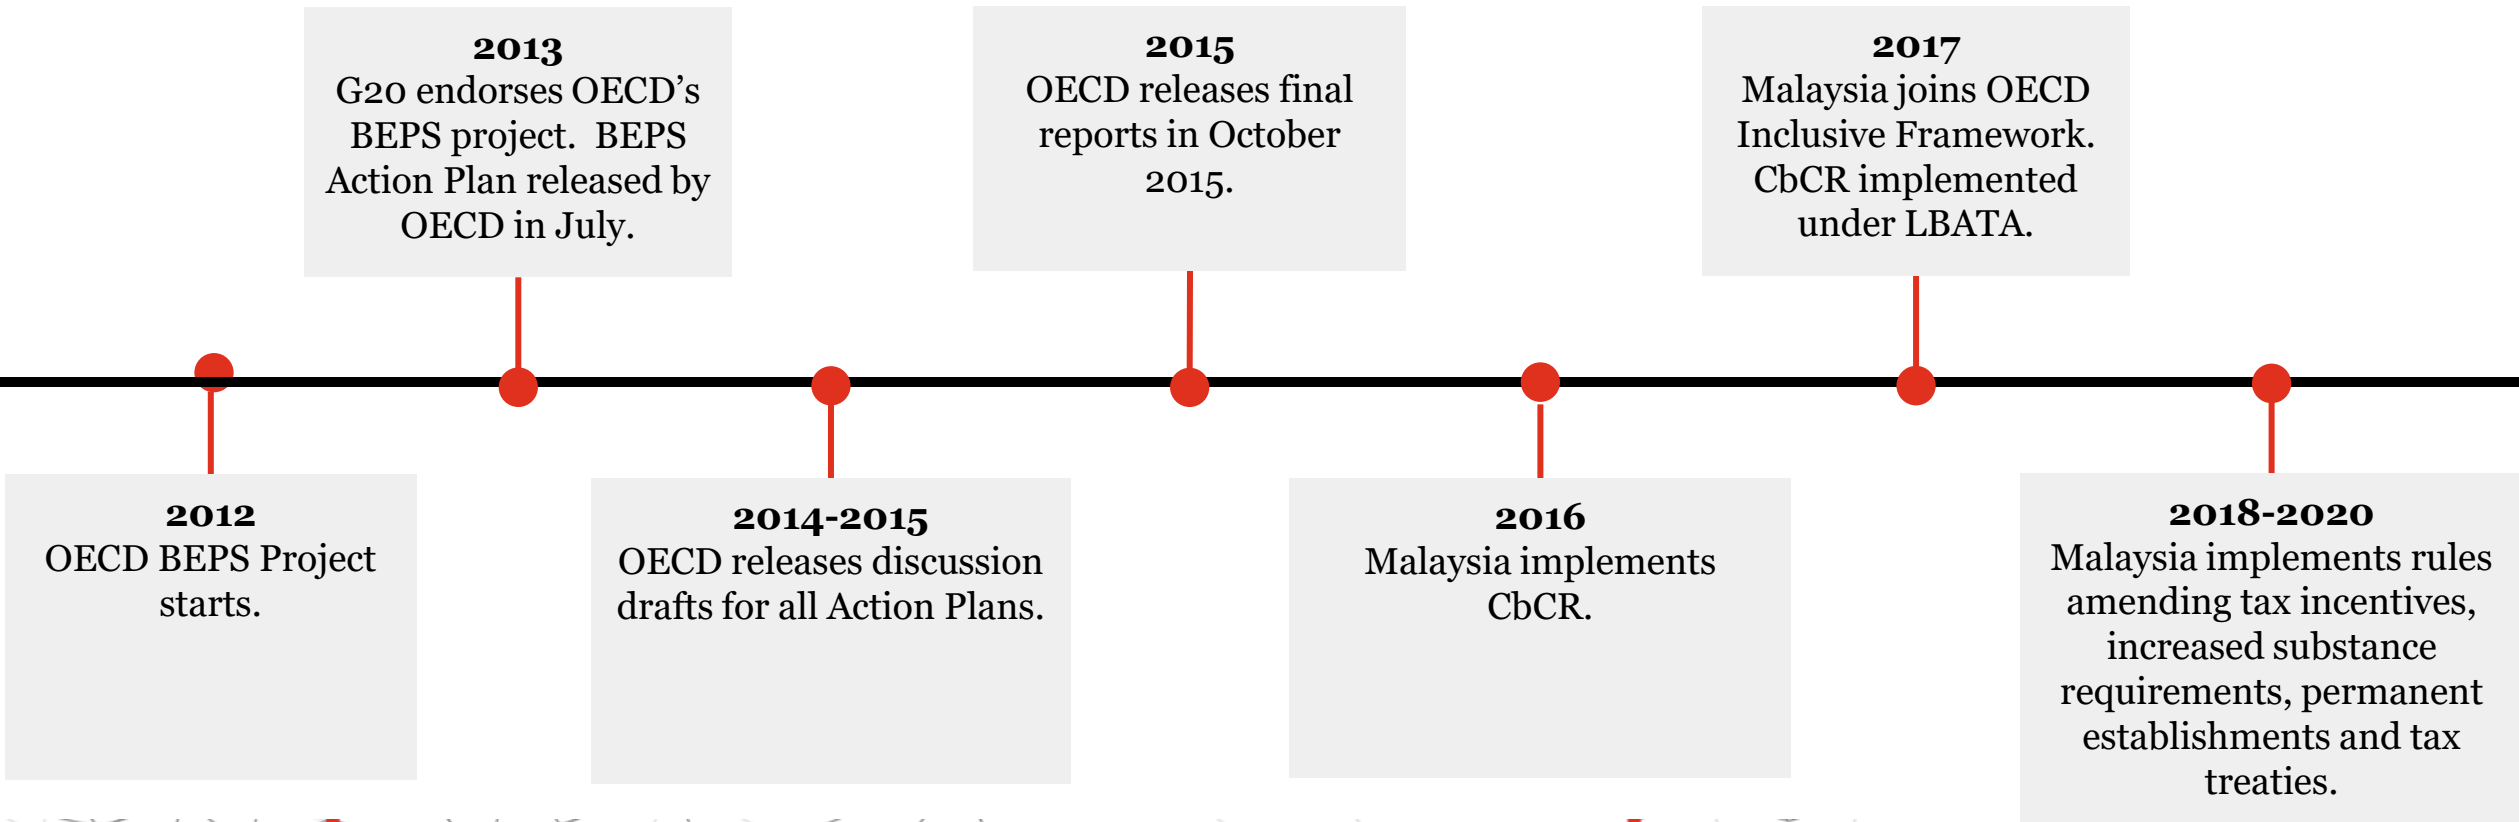 2013
G20 endorses OECD’s
BEPS project.  BEPS
Action Plan released by
OECD in July.
2015
OECD releases final
reports in October
2015.
2017
Malaysia joins OECD
Inclusive Framework.
CbCR implemented
under LBATA.
2012
OECD BEPS Project
starts.
2014-2015
OECD releases discussion
drafts for all Action Plans.
2016
Malaysia implements
CbCR.
2018-2020
Malaysia implements rules
amending tax incentives,
increased substance
requirements, permanent
establishments and tax
treaties.